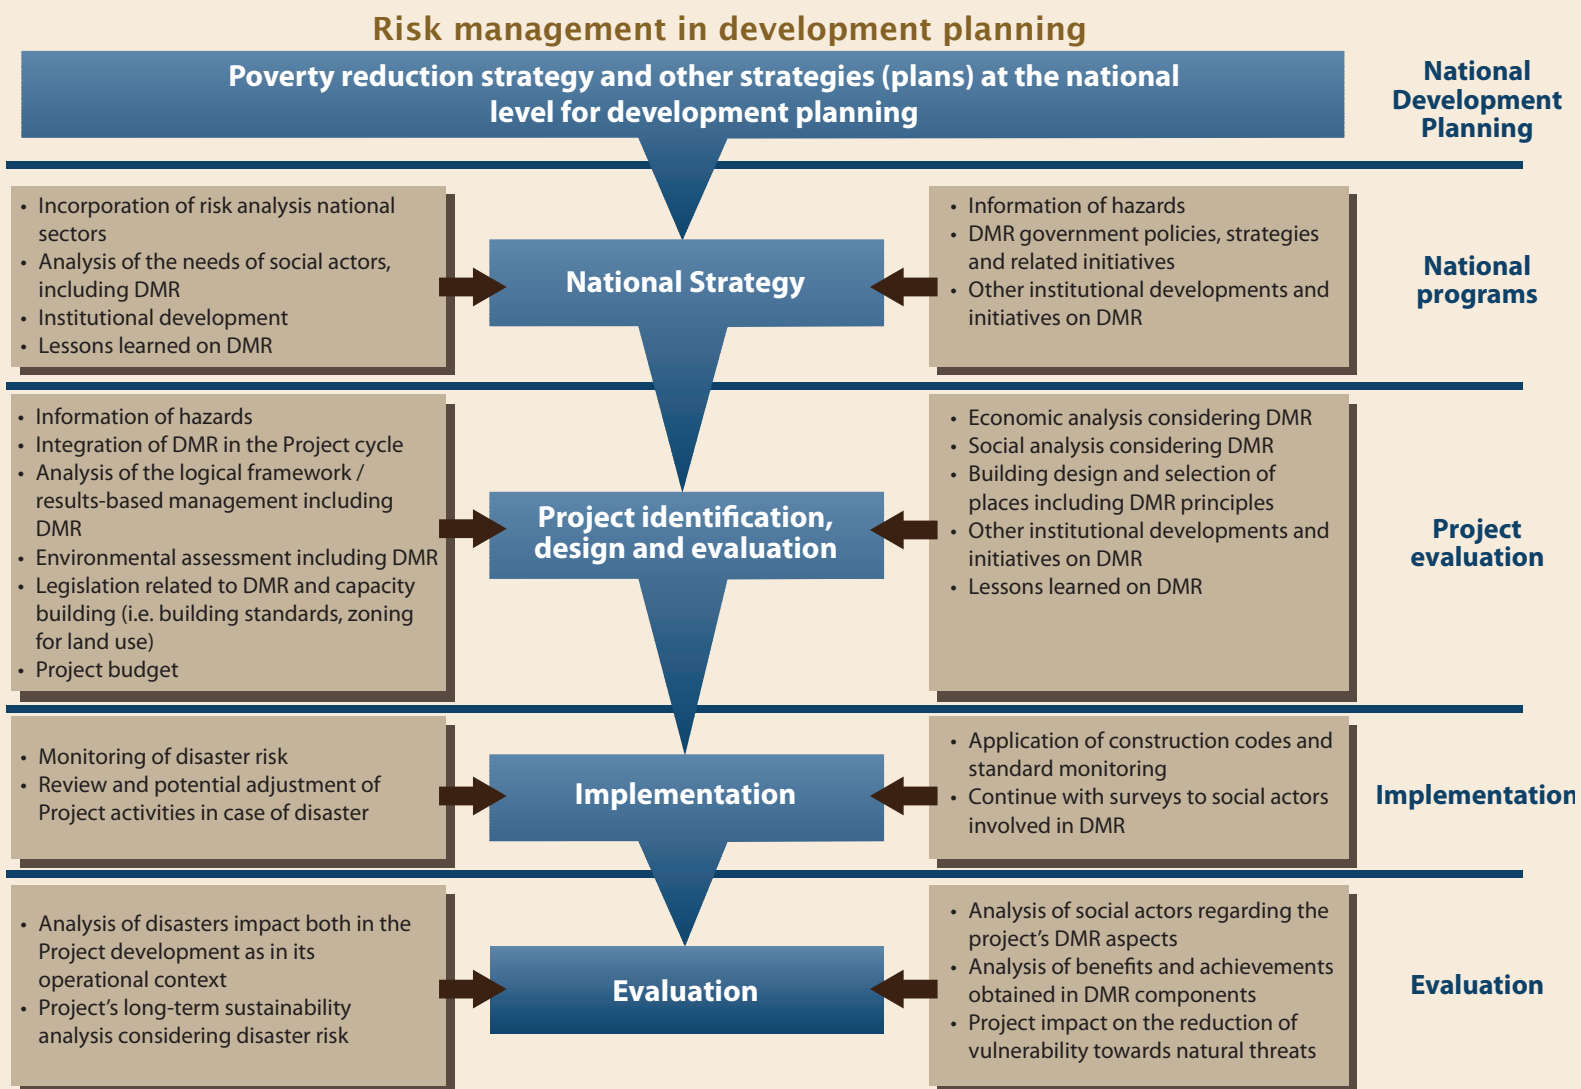 Risk management in development planning
Poverty reduction strategy and other strategies (plans) at the national
level for development planning
National
Development
Planning
• Incorporation of risk analysis national
sectors
• Analysis of the needs of social actors,
including DMR
• Institutional development
• Lessons learned on DMR
National Strategy
• Information of hazards
• DMR government policies, strategies
and related initiatives
• Other institutional developments and
initiatives on DMR
National
programs
• Information of hazards
• Integration of DMR in the Project cycle
• Analysis of the logical framework /
results-based management including
DMR
• Environmental assessment including DMR
• Legislation related to DMR and capacity
building (i.e. building standards, zoning
for land use)
• Project budget
Project identification,
design and evaluation
• Economic analysis considering DMR
• Social analysis considering DMR
• Building design and selection of
places including DMR principles
• Other institutional developments and
initiatives on DMR
• Lessons learned on DMR
Project
evaluation
• Monitoring of disaster risk
• Review and potential adjustment of
Project activities in case of disaster
Implementation
• Application of construction codes and
standard monitoring
• Continue with surveys to social actors
involved in DMR
Implementation
• Analysis of disasters impact both in the
Project development as in its
operational context
• Project's long-term sustainability
analysis considering disaster risk
Evaluation
• Analysis of social actors regarding the
project's DMR aspects
• Analysis of benefits and achievements
obtained in DMR components
• Project impact on the reduction of
vulnerability towards natural threats
Evaluation